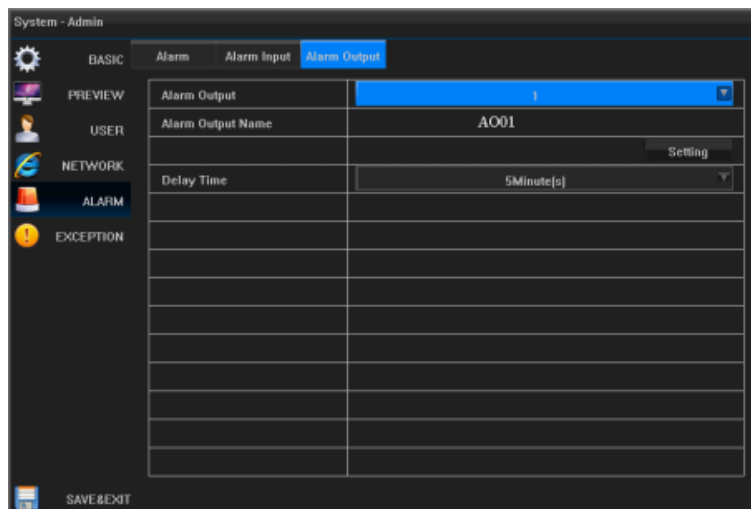 System - Admin
BASIC
PREVIEW
USER
NETWORK
ALARM
EXCEPTION
SAVE&EXIT
Alarm Alarm Input Alarm Output
Alarm Output 1
Alarm Output Name AO01
Setting
Delay Time 5Minute(s)